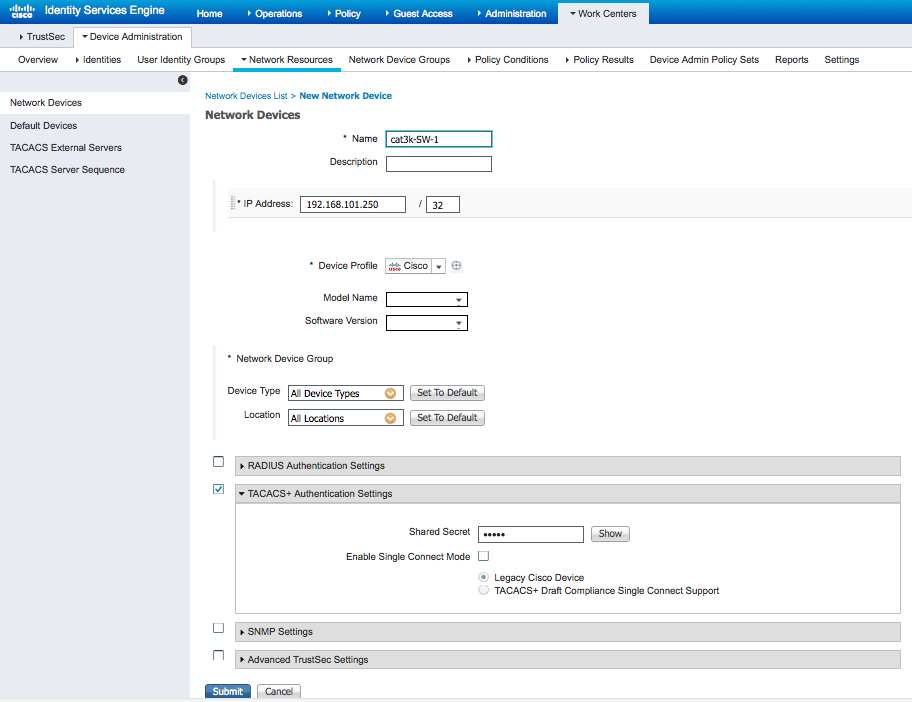 cisco Identity Services Engine Home Operations Policy Guest Access Administration Work Centers
TrustSec Device Administration
Overview Identities User Identity Groups Network Resources Network Device Groups Policy Conditions Policy Results Device Admin Policy Sets Reports Settings
Network Devices
Default Devices
TACACS External Servers
TACACS Server Sequence
Network Devices List > New Network Device
Network Devices
* Name cat3k-SW-1
Description
* IP Address: 192.168.101.250 / 32
* Device Profile cisco Cisco
Model Name
Software Version
* Network Device Group
Device Type All Device Types Set To Default
Location All Locations Set To Default
RADIUS Authentication Settings
TACACS+ Authentication Settings
Shared Secret ••••• Show
Enable Single Connect Mode
Legacy Cisco Device
TACACS+ Draft Compliance Single Connect Support
SNMP Settings
Advanced TrustSec Settings
Submit Cancel